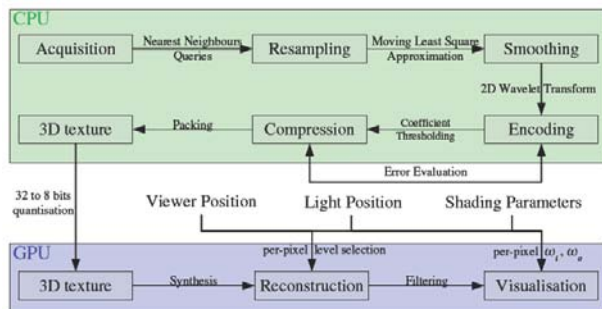 CPU
Acquisition
Nearest Neighbours
Queries
Resampling
Moving Least Square
Approximation
Smoothing
2D Wavelet Transform
3D texture
Packing
Compression
Coefficient
Thresholding
Encoding
Error Evaluation
32 to 8 bits
quantisation
Viewer Position
Light Position
Shading Parameters
GPU
per-pixel level selection
per-pixel ω_i, ω_o
3D texture
Synthesis
Reconstruction
Filtering
Visualisation